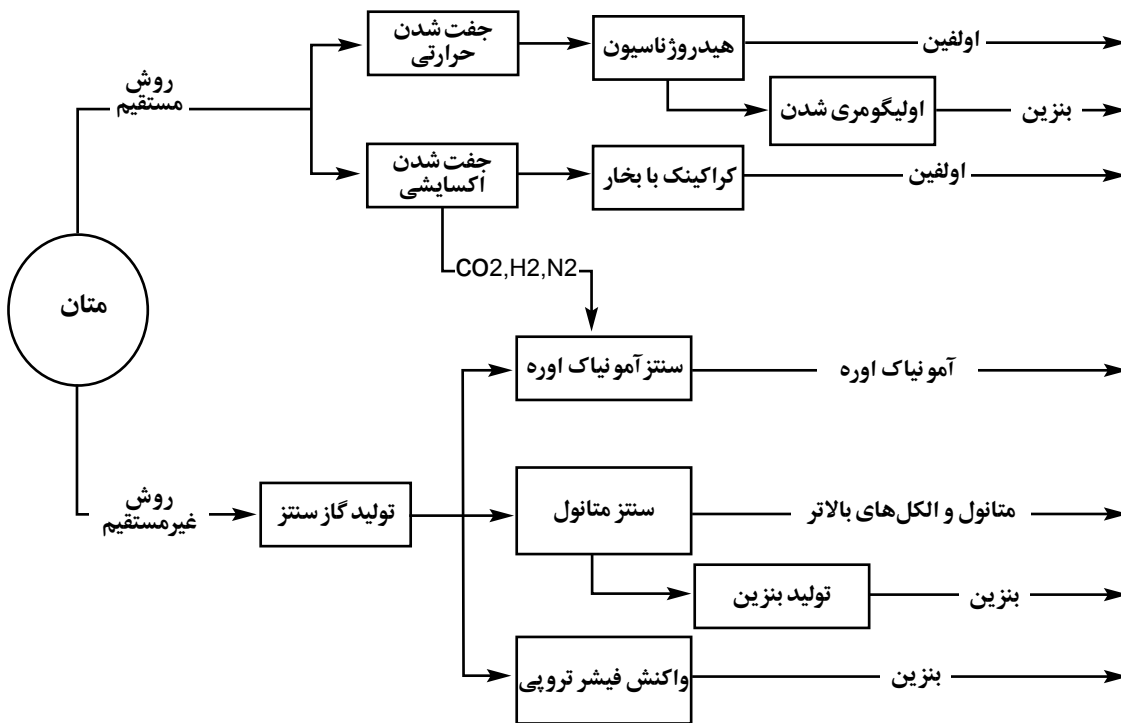 جفت شدن
حرارتی
هیدروژناسیون
اولفین
روش
مستقیم
اولیگومری شدن
بنزین
جفت شدن
اکسایشی
کراکینک با بخار
اولفین
CO2,H2,N2
متان
سنتز آمونیاک اوره
آمونیاک اوره
روش
غیرمستقیم
تولید گاز سنتز
سنتز متانول
متانول و الکل‌های بالاتر
تولید بنزین
بنزین
واکنش فیشر تروپی
بنزین